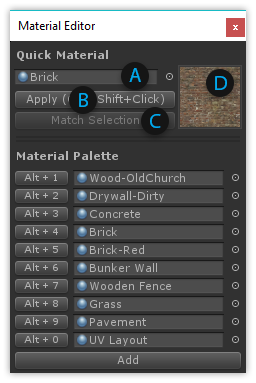 Material Editor
x
Quick Material
Brick
A
Apply ( Shift+Click)
B
Match Selection
C
D
Material Palette
Alt + 1 Wood-OldChurch
Alt + 2 Drywall-Dirty
Alt + 3 Concrete
Alt + 4 Brick
Alt + 5 Brick-Red
Alt + 6 Bunker Wall
Alt + 7 Wooden Fence
Alt + 8 Grass
Alt + 9 Pavement
Alt + 0 UV Layout
Add